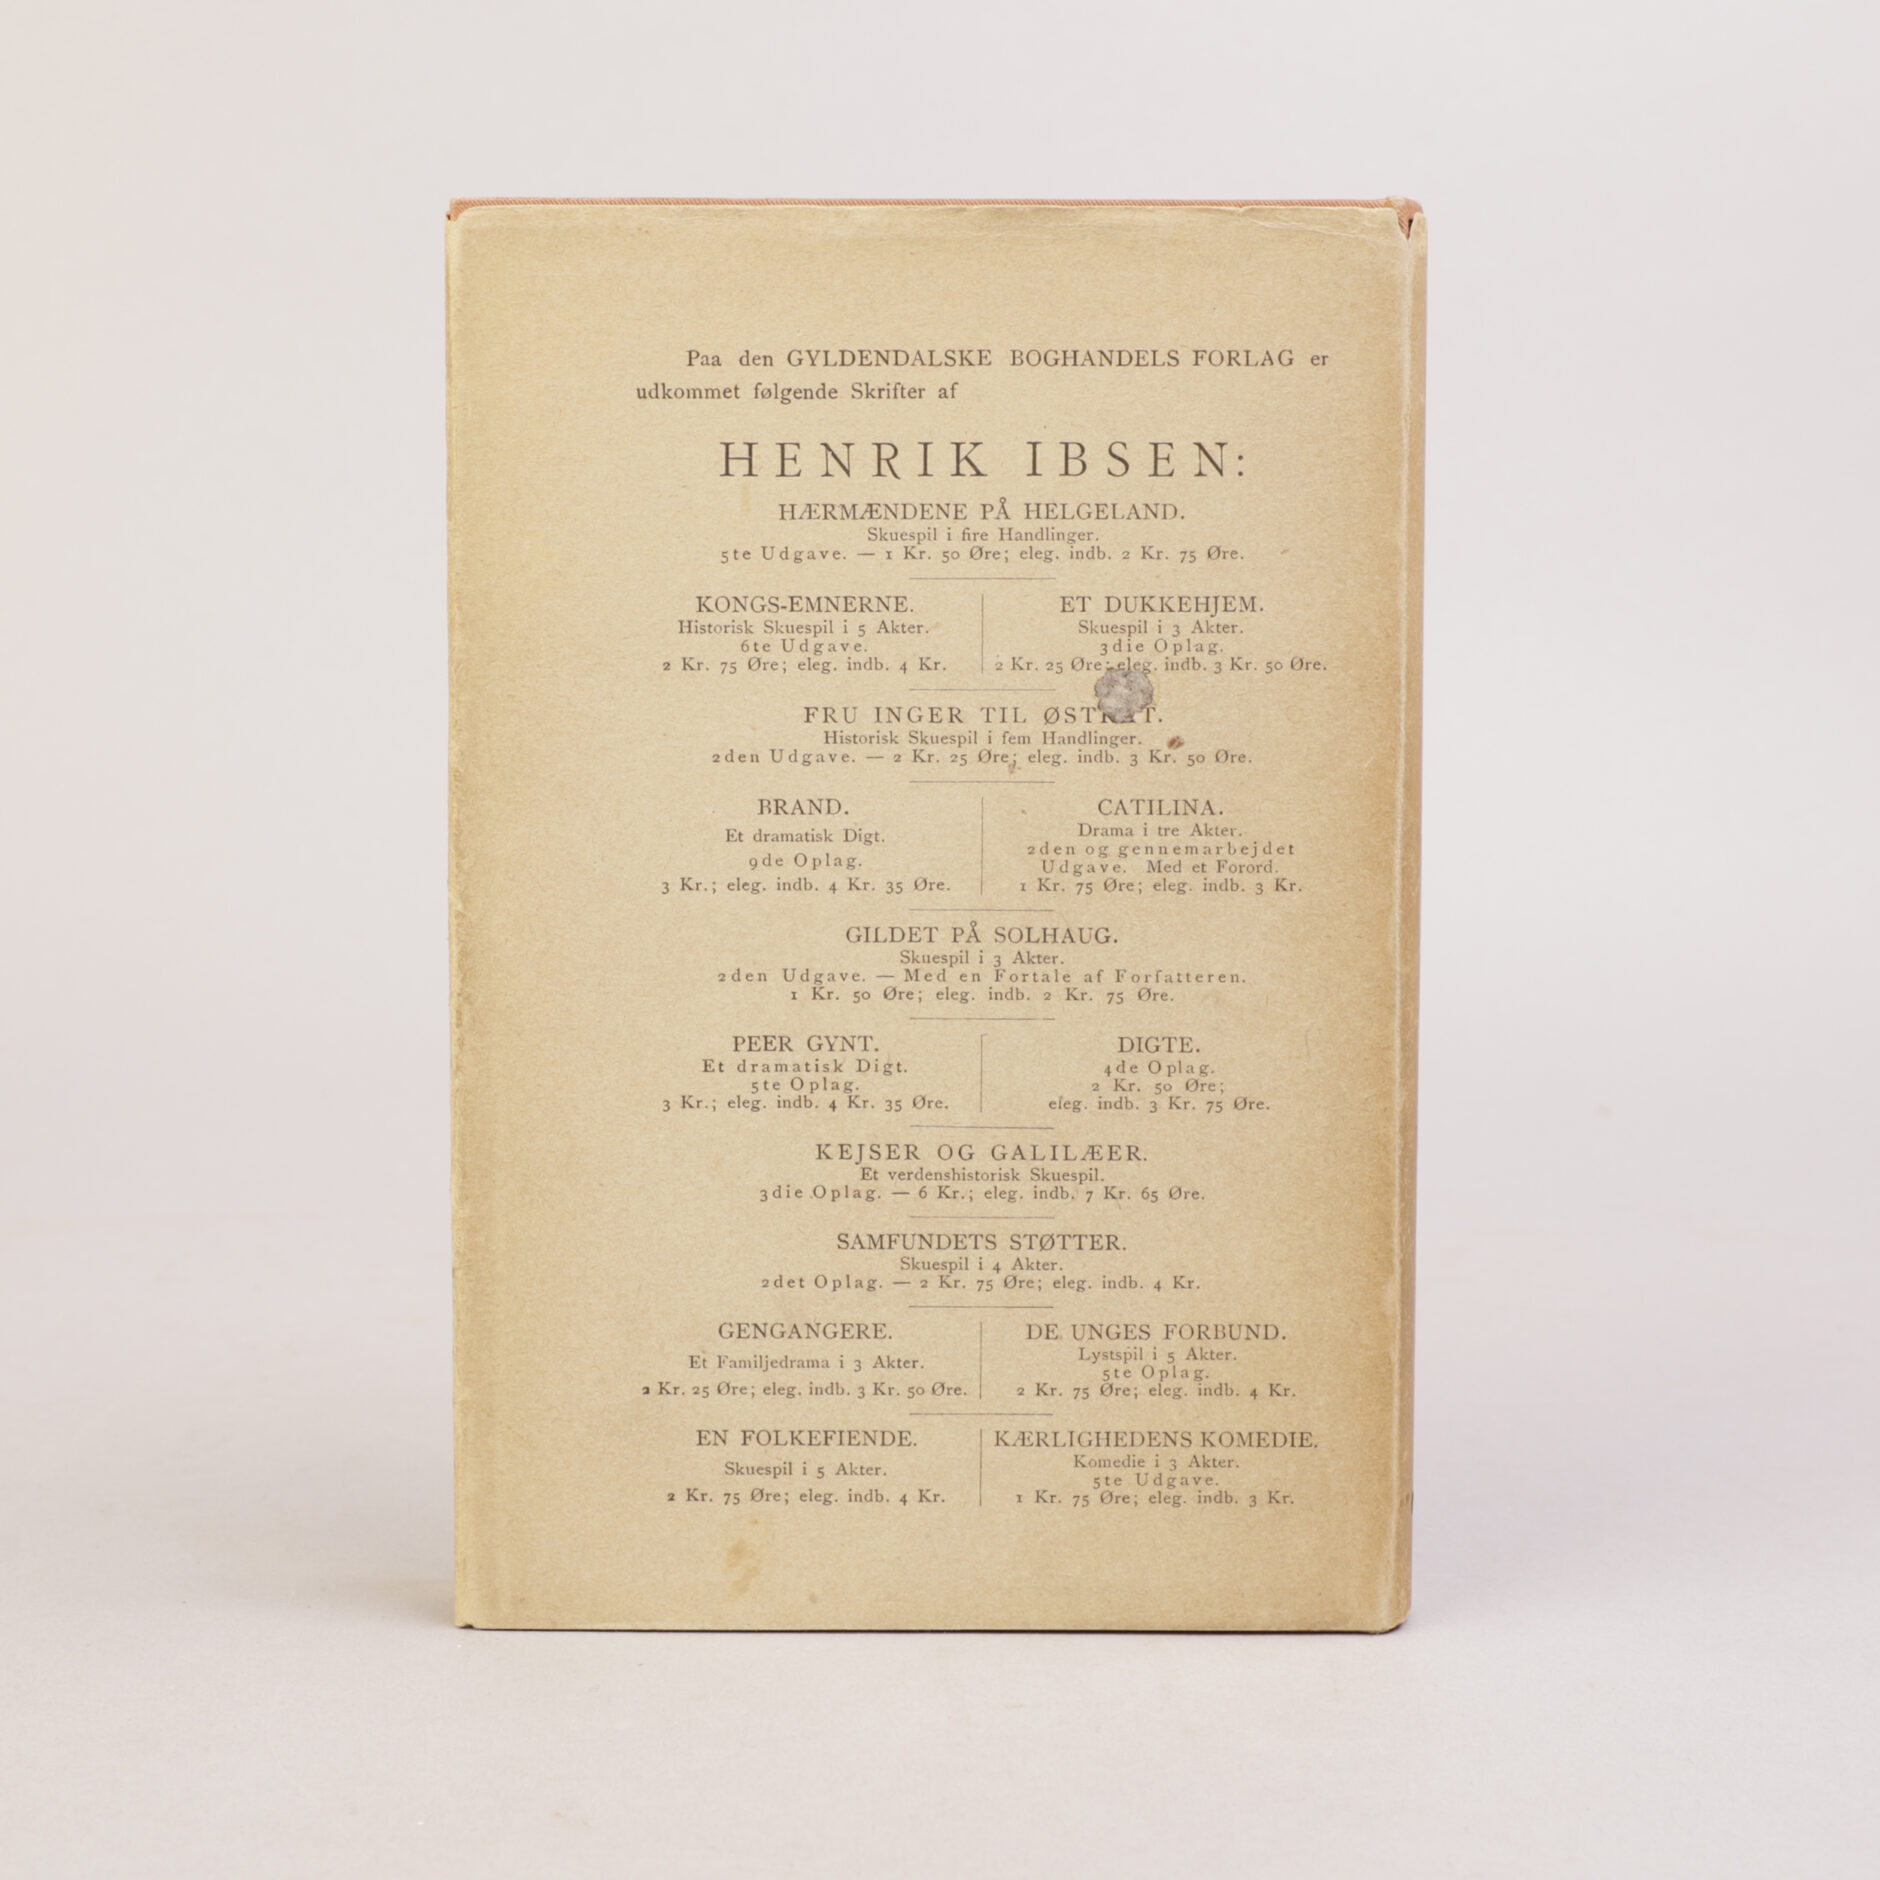 Paa den GYLDENDALSKE BOGHANDELS FORLAG er
udkommet følgende Skrifter af
HENRIK IBSEN:
HÆRMÆNDENE PÅ HELGELAND.
Skuespil i fire Handlinger.
5te Udgave. — 1 Kr. 50 Øre; eleg. indb. 2 Kr. 75 Øre.
KONGS-EMNERNE.
Historisk Skuespil i 5 Akter.
6te Udgave.
2 Kr. 75 Øre; eleg. indb. 4 Kr.
ET DUKKEHJEM.
Skuespil i 3 Akter.
3die Oplag.
2 Kr. 25 Øre; eleg. indb. 3 Kr. 50 Øre.
FRU INGER TIL
Historisk Skuespil i fem Handlinger.
2den Udgave. — 2 Kr. 25 Øre; eleg. indb. 3 Kr. 50 Øre.
BRAND.
Et dramatisk Digt.
9de Oplag.
3 Kr.; eleg. indb. 4 Kr. 35 Øre.
CATILINA.
Drama i tre Akter.
2den og gennemarbejdet
Udgave. Med et Forord.
1 Kr. 75 Øre; eleg. indb. 3 Kr.
GILDET PÅ SOLHAUG.
Skuespil i 3 Akter.
2den Udgave. — Med en Fortale af Forfatteren.
1 Kr. 50 Øre; eleg. indb. 2 Kr. 75 Øre.
PEER GYNT.
Et dramatisk Digt.
5te Oplag.
3 Kr.; eleg. indb. 4 Kr. 35 Øre.
DIGTE.
4de Oplag.
2 Kr. 50 Øre;
eleg. indb. 3 Kr. 75 Øre.
KEJSER OG GALILÆER.
Et verdenshistorisk Skuespil.
3die Oplag. — 6 Kr.; eleg. indb. 7 Kr. 65 Øre.
SAMFUNDETS STØTTER.
Skuespil i 4 Akter.
2det Oplag. — 2 Kr. 75 Øre; eleg. indb. 4 Kr.
GENGANGERE.
Et Familjedrama i 3 Akter.
2 Kr. 25 Øre; eleg. indb. 3 Kr. 50 Øre.
DE UNGES FORBUND.
Lystspil i 5 Akter.
5te Oplag.
2 Kr. 75 Øre; eleg. indb. 4 Kr.
EN FOLKEFIENDE.
Skuespil i 5 Akter.
2 Kr. 75 Øre; eleg. indb. 4 Kr.
KÆRLIGHEDENS KOMEDIE.
Komedie i 3 Akter.
5te Udgave.
1 Kr. 75 Øre; eleg. indb. 3 Kr.